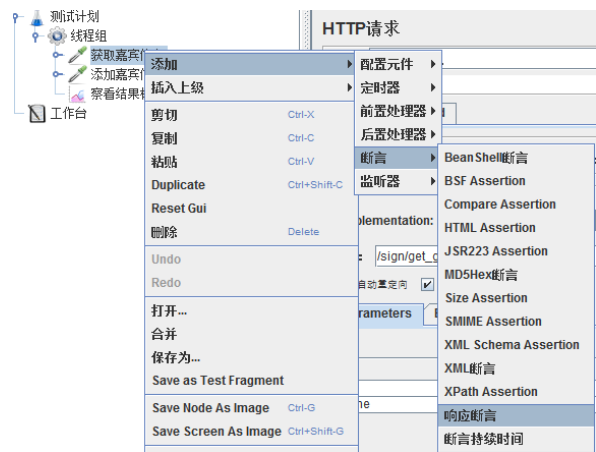 测试计划
线程组
获取嘉宾
添加嘉宾
察看结果
工作台
HTTP请求
添加
插入上级
剪切 Ctrl-X
复制 Ctrl-C
粘贴 Ctrl-V
Duplicate Ctrl+Shift-C
Reset Gui
删除 Delete
Undo
Redo
打开...
合并
保存为...
Save as Test Fragment
Save Node As Image Ctrl-G
Save Screen As Image Ctrl+Shift-G
配置元件
定时器
前置处理器
后置处理器
断言
监听器
plementation:
/sign/get_g
自动重定向
rameters
me
BeanShell断言
BSF Assertion
Compare Assertion
HTML Assertion
JSR223 Assertion
MD5Hex断言
Size Assertion
SMIME Assertion
XML Schema Assertion
XML断言
XPath Assertion
响应断言
断言持续时间